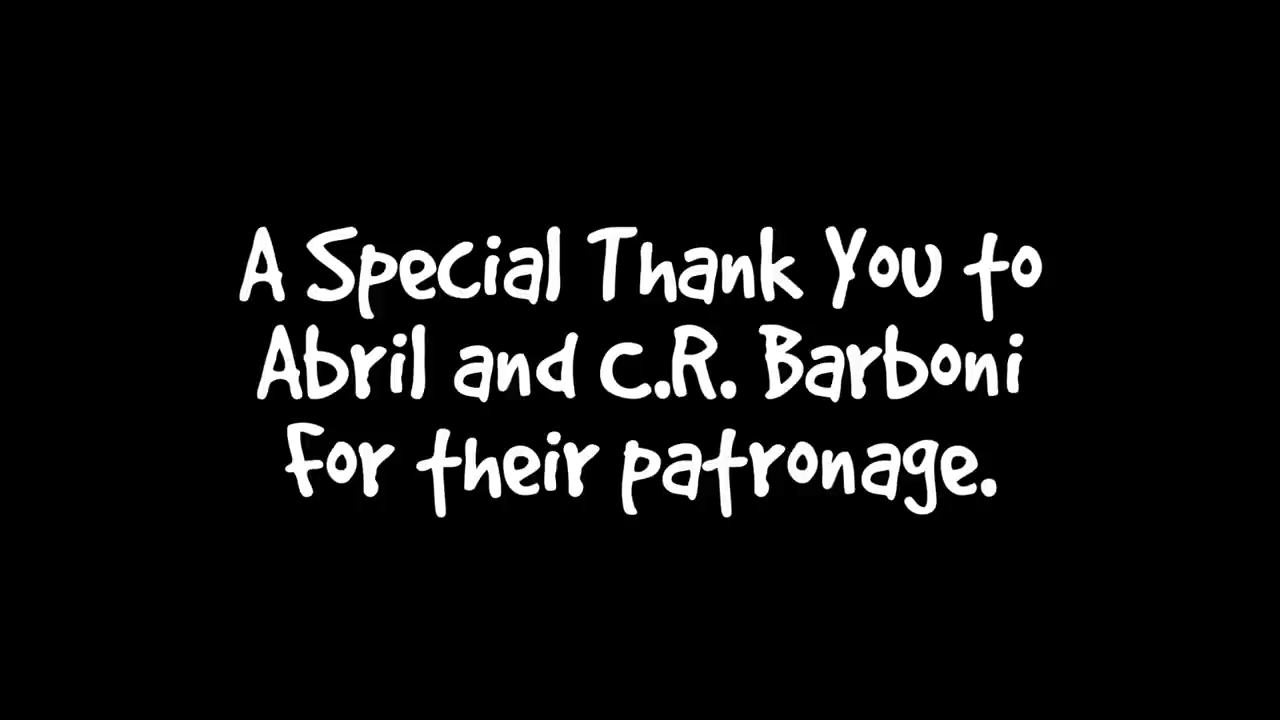 A Special Thank You to
Abril and C.R. Barboni
For their patronage.